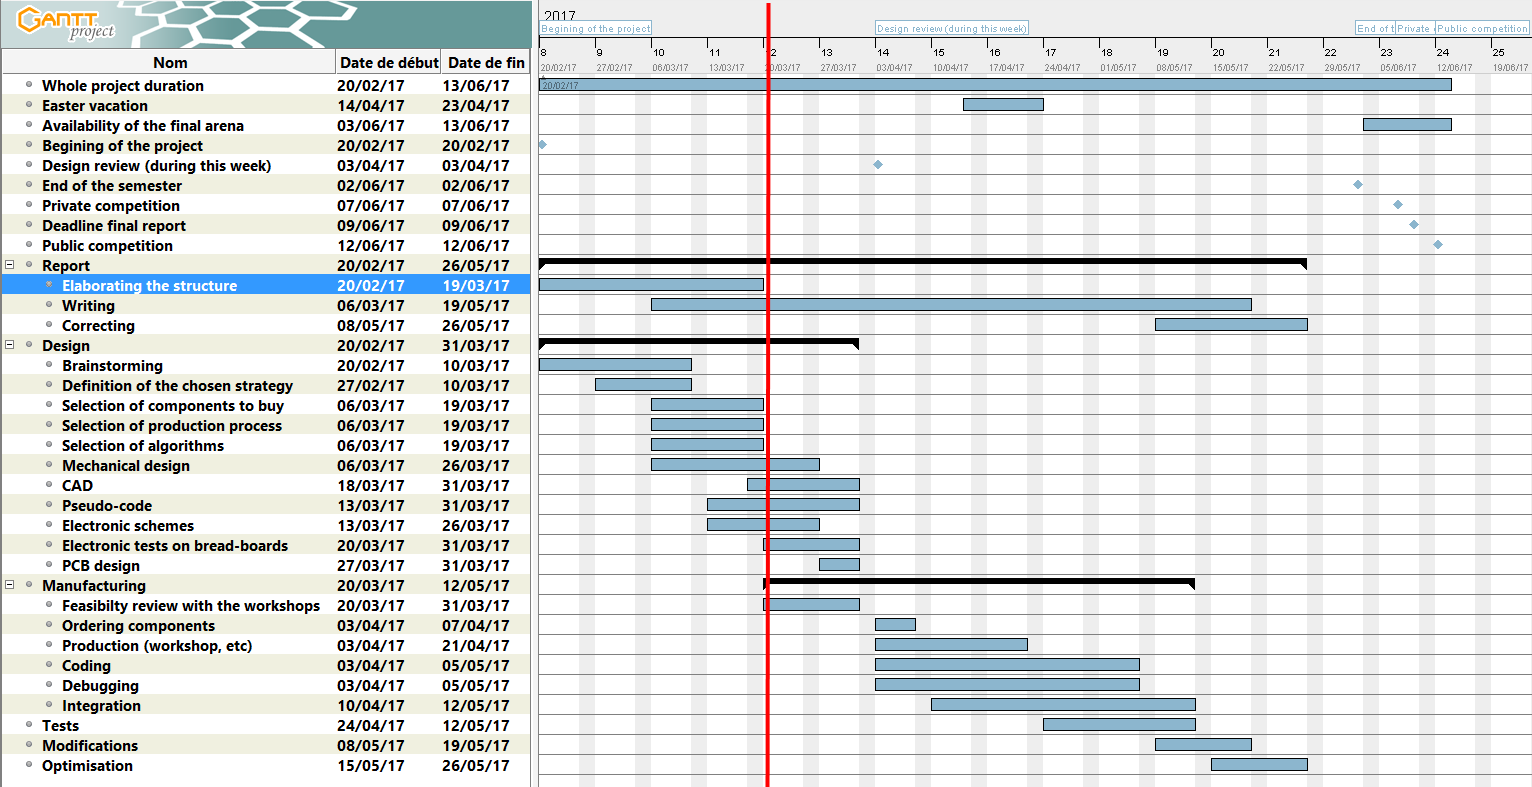 GANTT
project
2017
Begining of the project Design review (during this week) End of t Private Public competition
Nom Date de début Date de fin
8 9 10 11 12 13 14 15 16 17 18 19 20 21 22 23 24 25
20/02/17 27/02/17 06/03/17 13/03/17 20/03/17 27/03/17 03/04/17 10/04/17 17/04/17 24/04/17 01/05/17 08/05/17 15/05/17 22/05/17 29/05/17 05/06/17 12/06/17 19/06/17
Whole project duration 20/02/17 13/06/17 20/02/17
Easter vacation 14/04/17 23/04/17
Availability of the final arena 03/06/17 13/06/17
Begining of the project 20/02/17 20/02/17
Design review (during this week) 03/04/17 03/04/17
End of the semester 02/06/17 02/06/17
Private competition 07/06/17 07/06/17
Deadline final report 09/06/17 09/06/17
Public competition 12/06/17 12/06/17
Report 20/02/17 26/05/17
Elaborating the structure 20/02/17 19/03/17
Writing 06/03/17 19/05/17
Correcting 08/05/17 26/05/17
Design 20/02/17 31/03/17
Brainstorming 20/02/17 10/03/17
Definition of the chosen strategy 27/02/17 10/03/17
Selection of components to buy 06/03/17 19/03/17
Selection of production process 06/03/17 19/03/17
Selection of algorithms 06/03/17 19/03/17
Mechanical design 06/03/17 26/03/17
CAD 18/03/17 31/03/17
Pseudo-code 13/03/17 31/03/17
Electronic schemes 13/03/17 26/03/17
Electronic tests on bread-boards 20/03/17 31/03/17
PCB design 27/03/17 31/03/17
Manufacturing 20/03/17 12/05/17
Feasibilty review with the workshops 20/03/17 31/03/17
Ordering components 03/04/17 07/04/17
Production (workshop, etc) 03/04/17 21/04/17
Coding 03/04/17 05/05/17
Debugging 03/04/17 05/05/17
Integration 10/04/17 12/05/17
Tests 24/04/17 12/05/17
Modifications 08/05/17 19/05/17
Optimisation 15/05/17 26/05/17